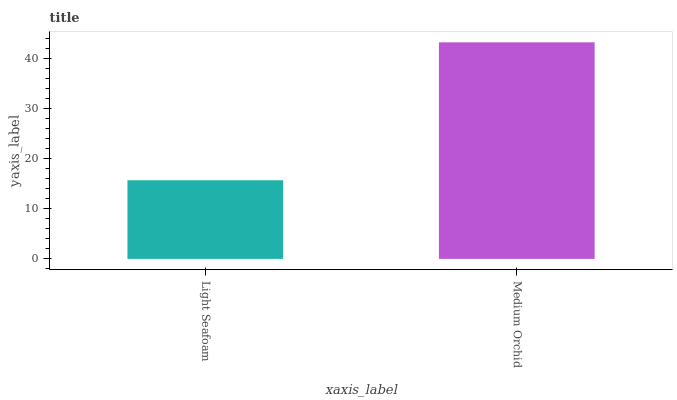 title
yaxis_label
40
30
20
10
0
Light Seafoam
Medium Orchid
xaxis_label